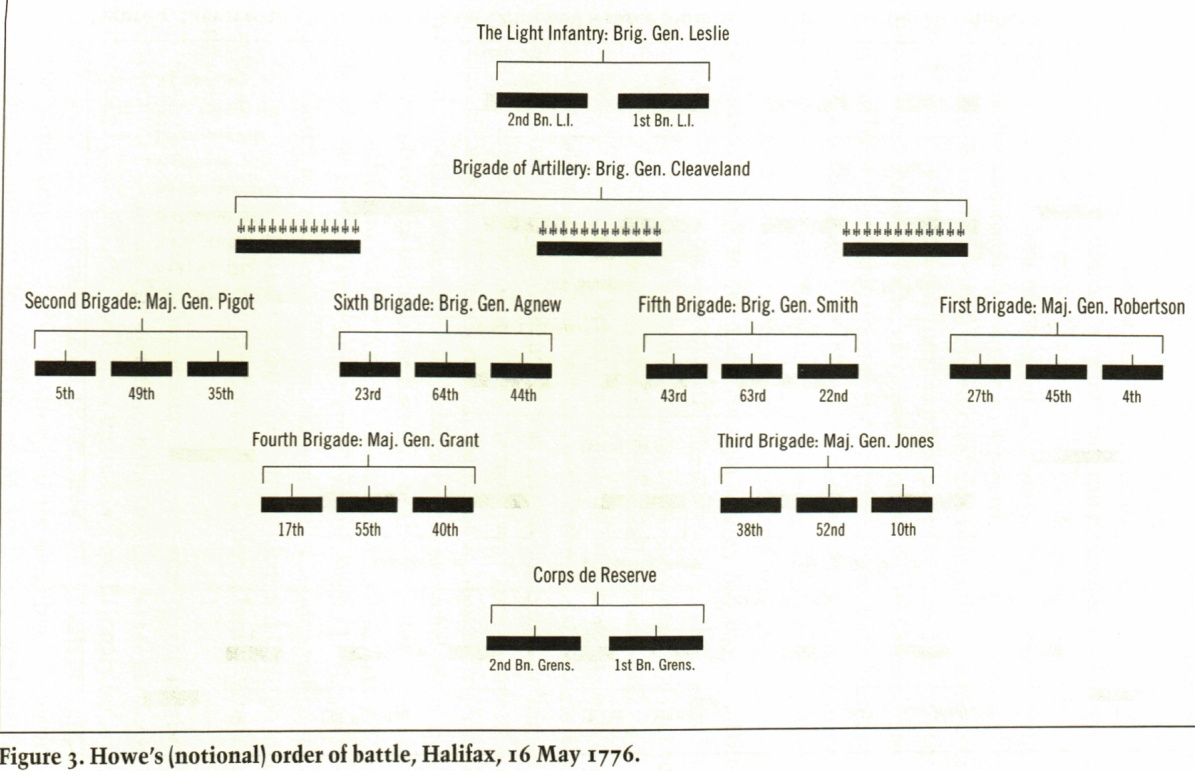 The Light Infantry: Brig. Gen. Leslie
2nd Bn. L.I. 1st Bn. L.I.
Brigade of Artillery: Brig. Gen. Cleaveland
Second Brigade: Maj. Gen. Pigot Sixth Brigade: Brig. Gen. Agnew Fifth Brigade: Brig. Gen. Smith First Brigade: Maj. Gen. Robertson
5th 49th 35th 23rd 64th 44th 43rd 63rd 22nd 27th 45th 4th
Fourth Brigade: Maj. Gen. Grant Third Brigade: Maj. Gen. Jones
17th 55th 40th 38th 52nd 10th
Corps de Reserve
2nd Bn. Grens. 1st Bn. Grens.
Figure 3. Howe's (notional) order of battle, Halifax, 16 May 1776.